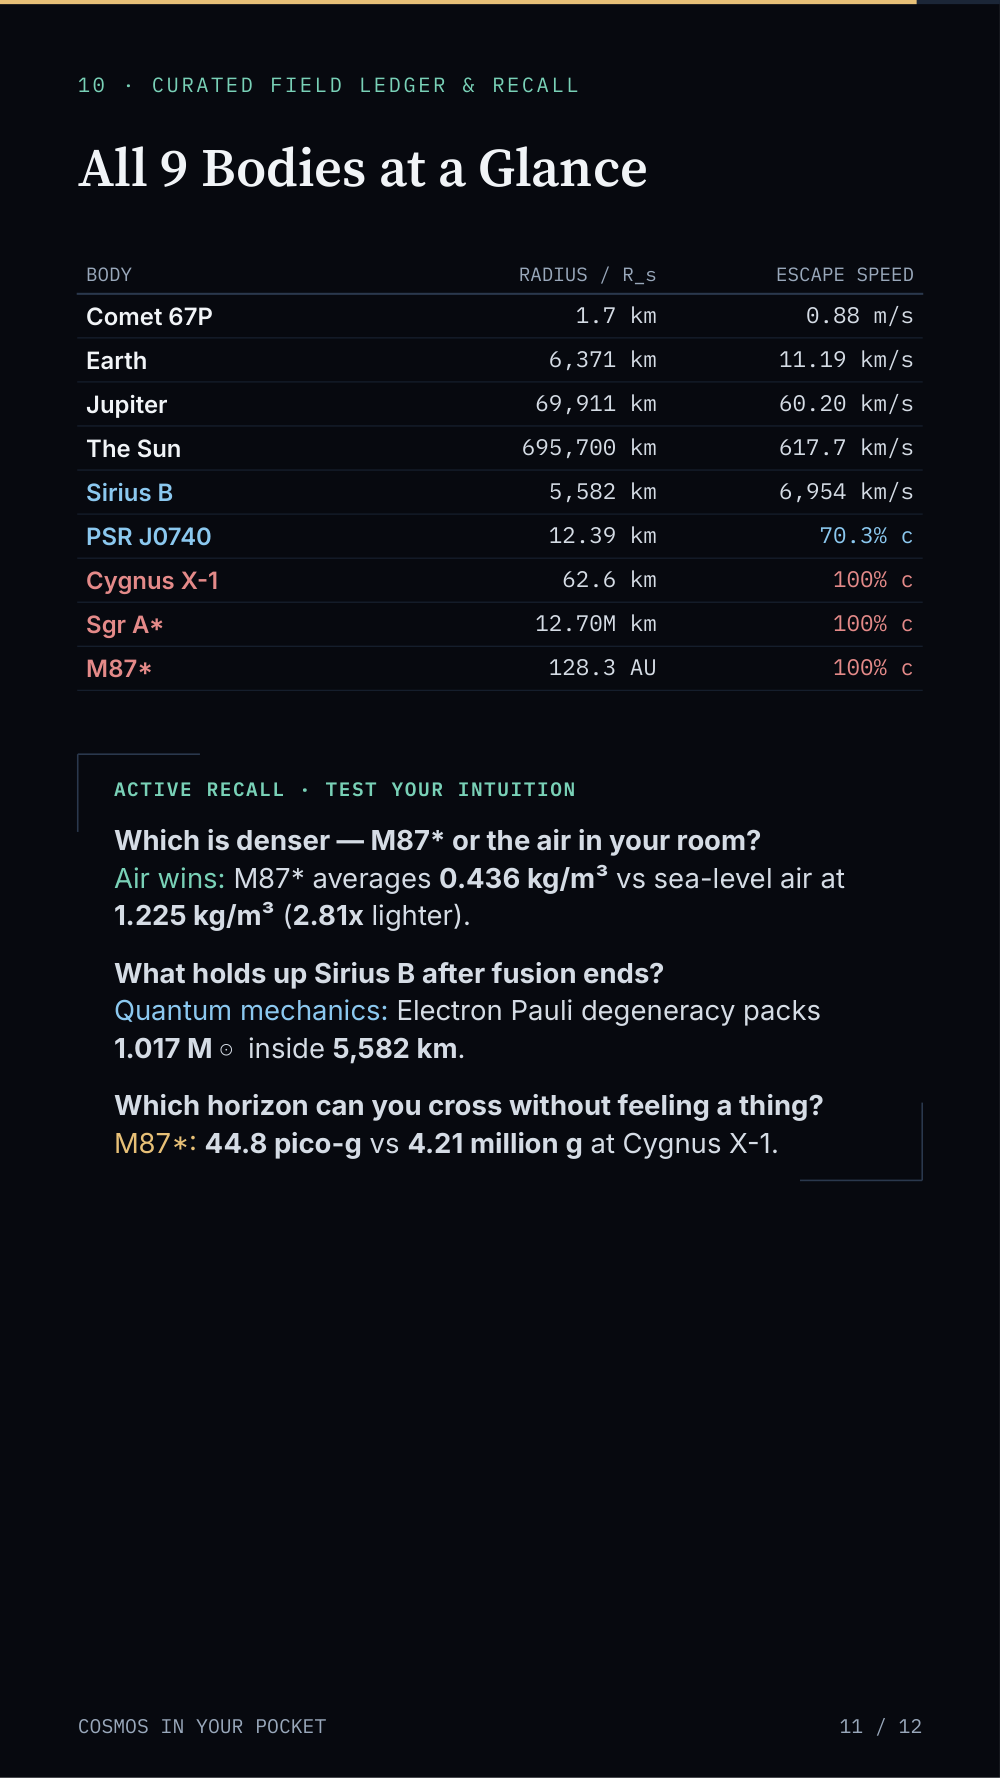 10 · CURATED FIELD LEDGER & RECALL
All 9 Bodies at a Glance
BODY RADIUS / R_s ESCAPE SPEED
Comet 67P 1.7 km 0.88 m/s
Earth 6,371 km 11.19 km/s
Jupiter 69,911 km 60.20 km/s
The Sun 695,700 km 617.7 km/s
Sirius B 5,582 km 6,954 km/s
PSR J0740 12.39 km 70.3% c
Cygnus X-1 62.6 km 100% c
Sgr A* 12.70M km 100% c
M87* 128.3 AU 100% c
ACTIVE RECALL · TEST YOUR INTUITION
Which is denser — M87* or the air in your room?
Air wins: M87* averages 0.436 kg/m³ vs sea-level air at
1.225 kg/m³ (2.81x lighter).
What holds up Sirius B after fusion ends?
Quantum mechanics: Electron Pauli degeneracy packs
1.017 M☉ inside 5,582 km.
Which horizon can you cross without feeling a thing?
M87*: 44.8 pico-g vs 4.21 million g at Cygnus X-1.
COSMOS IN YOUR POCKET 11 / 12